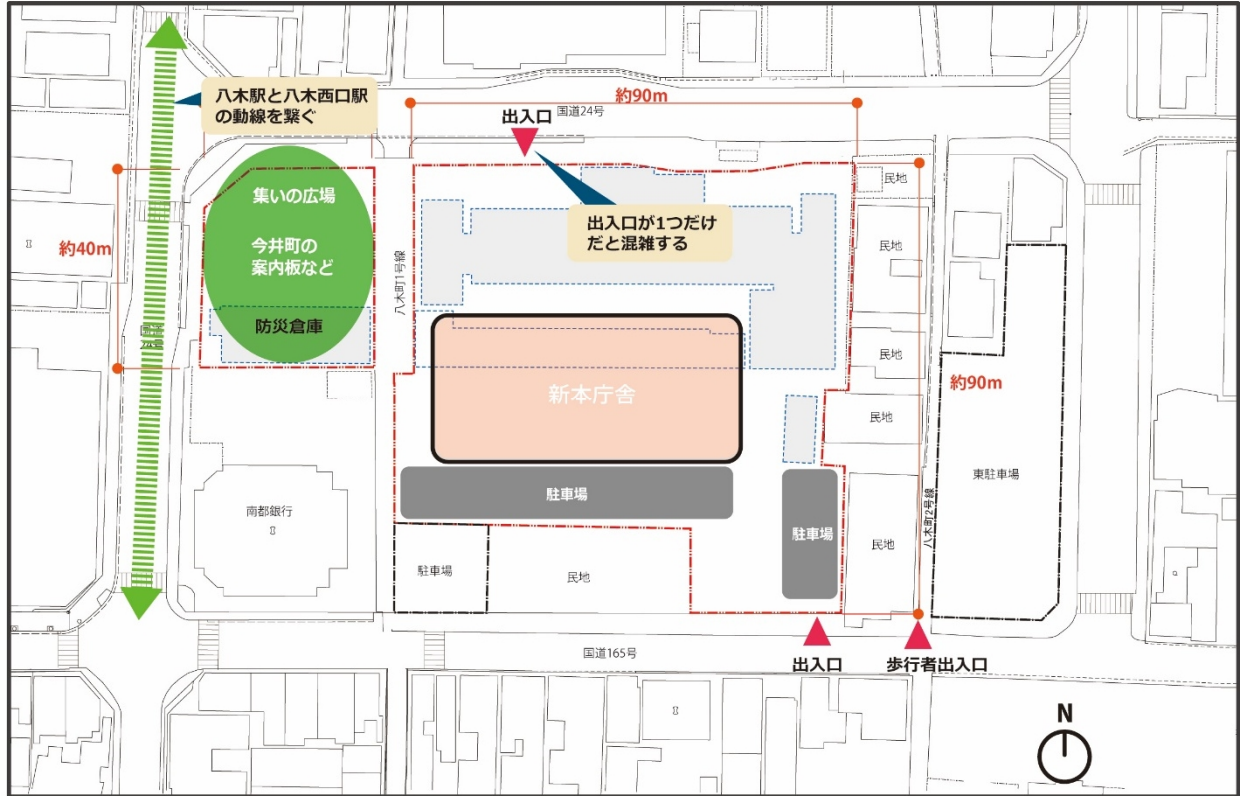 八木駅と八木西口駅
の動線を繋ぐ
約90m
国道24号
出入口
集いの広場
今井町の
案内板など
防災倉庫
約40m
国道
24号
八木町1号線
出入口が1つだけ
だと混雑する
民地
民地
民地
民地
民地
約90m
新本庁舎
駐車場
駐車場
南都銀行
駐車場
民地
東駐車場
八木町2号線
国道165号
出入口
歩行者出入口
N